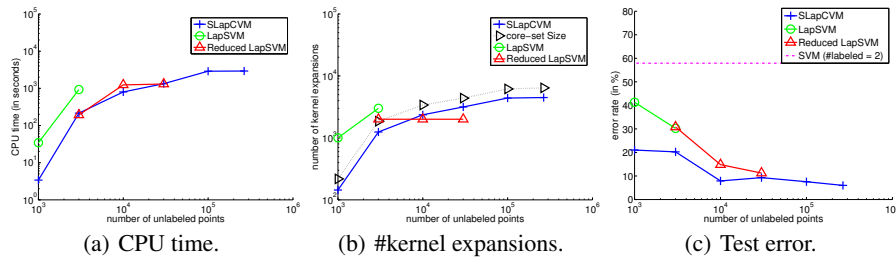 10^5
10^4
10^3
10^2
10^1
10^0
CPU time (in seconds)
SLapCVM
LapSVM
Reduced LapSVM
10^3
10^4
10^5
10^6
number of unlabeled points
(a) CPU time.
10^5
10^4
10^3
10^2
number of kernel expansions
SLapCVM
core-set Size
LapSVM
Reduced LapSVM
10^3
10^4
10^5
10^6
number of unlabeled points
(b) #kernel expansions.
80
70
60
50
40
30
20
10
0
error rate (in %)
SLapCVM
LapSVM
Reduced LapSVM
SVM (#labeled = 2)
10^3
10^4
10^5
number of unlabeled points
(c) Test error.